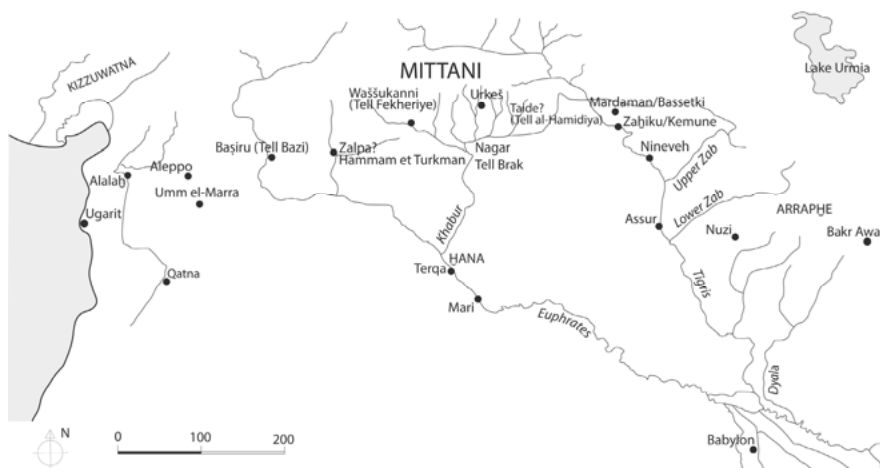 KIZZUWATNA
MITTANI
Lake Urmia
Waššukanni
(Tell Fekheriye)
Urkeš
Taide?
(Tell al-Hamidiya)
Mardaman/Bassetki
Zaḫiku/Kemune
Başiru (Tell Bazi)
Zalpa?
Hammam et Turkman
Nagar
Tell Brak
Nineveh
Upper Zab
Aleppo
Alalaḫ
Umm el-Marra
Ugarit
Khabur
Assur
Lower Zab
Nuzi
ARRAPḪE
Bakr Awa
Qatna
ḪANA
Terqa
Mari
Tigris
Euphrates
Dyala
N
0 100 200
Babylon